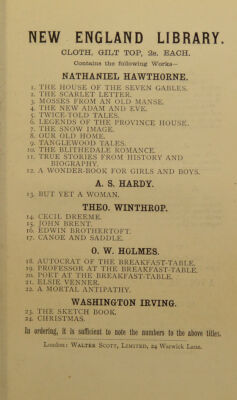 NEW ENGLAND LIBRARY.
CLOTH, GILT TOP, 2s. EACH.
Contains the following Works—
NATHANIEL HAWTHORNE.
1. THE HOUSE OF THE SEVEN GABLES.
2. THE SCARLET LETTER.
3. MOSSES FROM AN OLD MANSE.
4. THE NEW ADAM AND EVE.
5. TWICE-TOLD TALES.
6. LEGENDS OF THE PROVINCE HOUSE.
7. THE SNOW IMAGE.
8. OUR OLD HOME.
9. TANGLEWOOD TALES.
10. THE BLITHEDALE ROMANCE.
11. TRUE STORIES FROM HISTORY AND
BIOGRAPHY.
12. A WONDER-BOOK FOR GIRLS AND BOYS.
A. S. HARDY.
13. BUT YET A WOMAN.
THEO. WINTHROP.
14. CECIL DREEME.
15. JOHN BRENT.
16. EDWIN BROTHERTOFT.
17. CANOE AND SADDLE.
O. W. HOLMES.
18. AUTOCRAT OF THE BREAKFAST-TABLE.
19. PROFESSOR AT THE BREAKFAST-TABLE.
20. POET AT THE BREAKFAST-TABLE.
21. ELSIE VENNER.
22. A MORTAL ANTIPATHY.
WASHINGTON IRVING.
23. THE SKETCH BOOK.
24. CHRISTMAS.
In ordering, it is sufficient to note the numbers to the above titles.
London: WALTER SCOTT, LIMITED, 24 Warwick Lane.